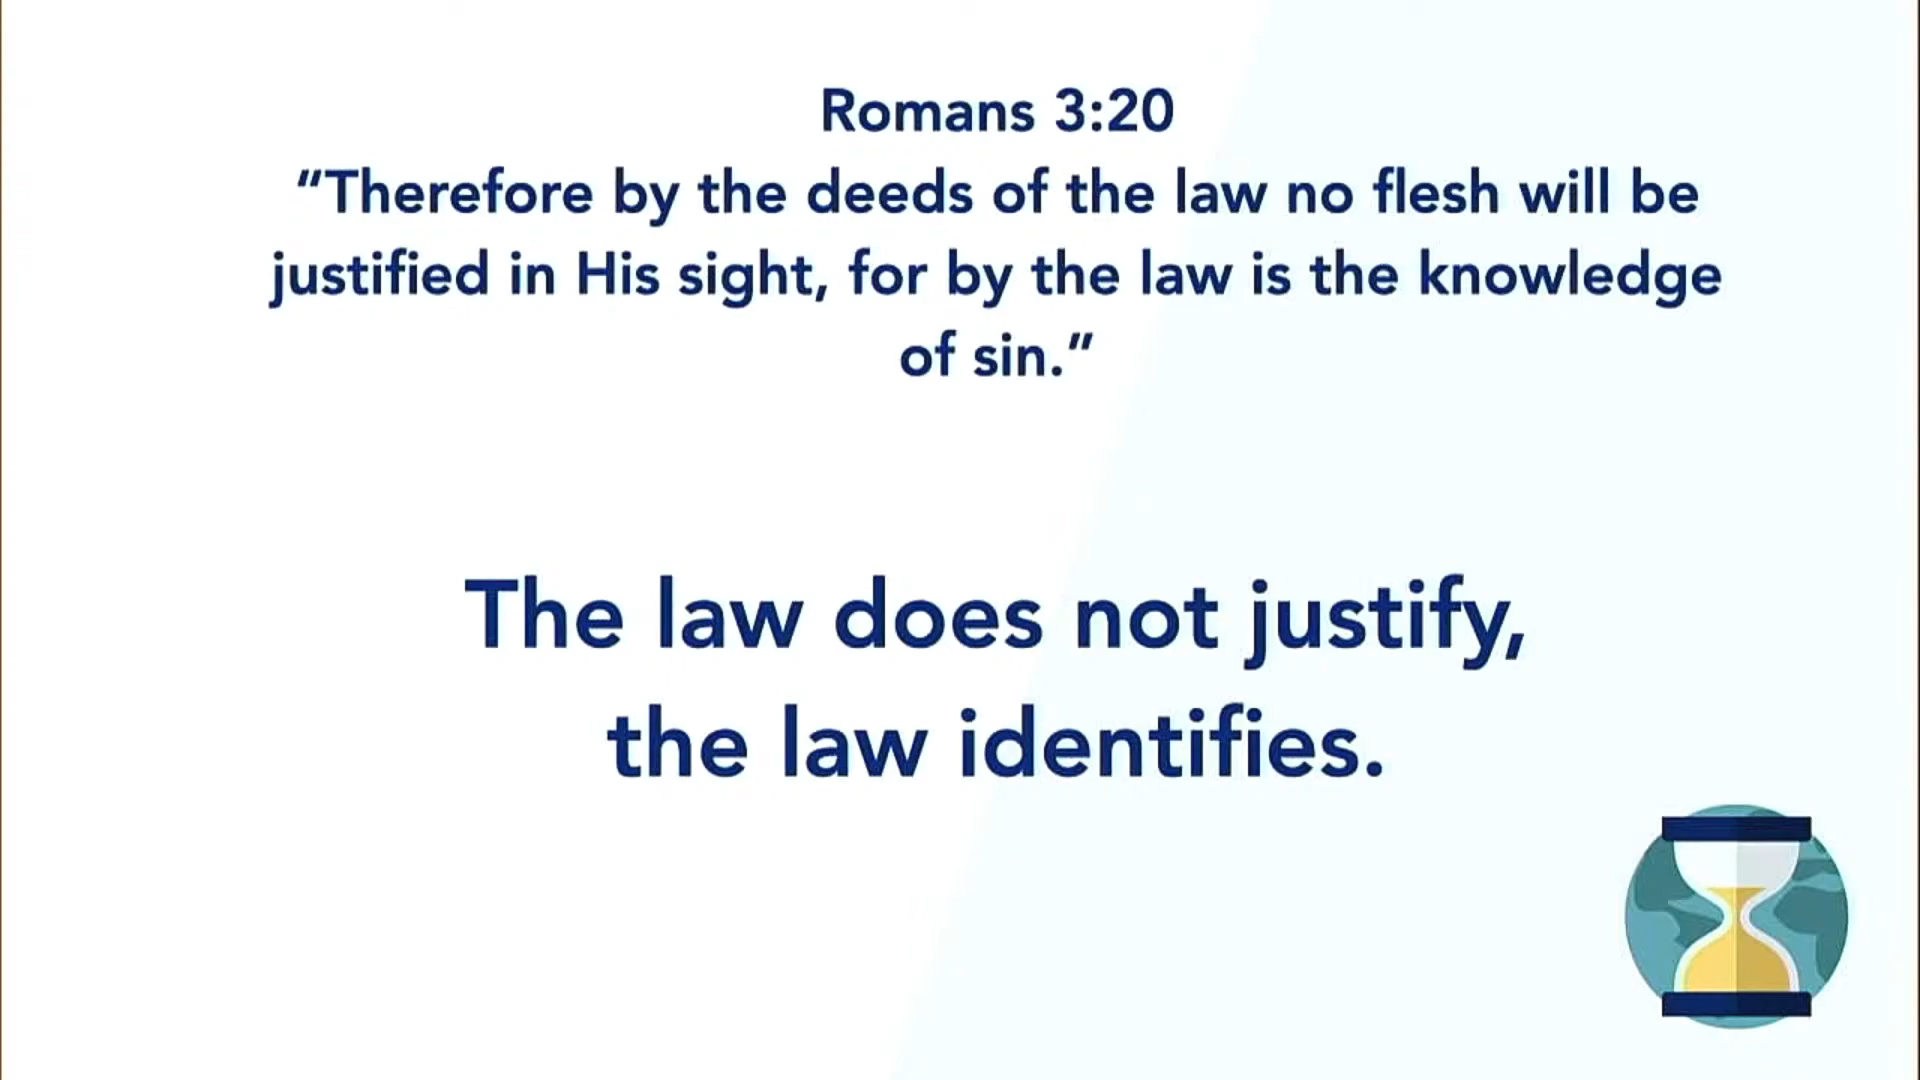 Romans 3:20
“Therefore by the deeds of the law no flesh will be
justified in His sight, for by the law is the knowledge
of sin.”
The law does not justify,
the law identifies.